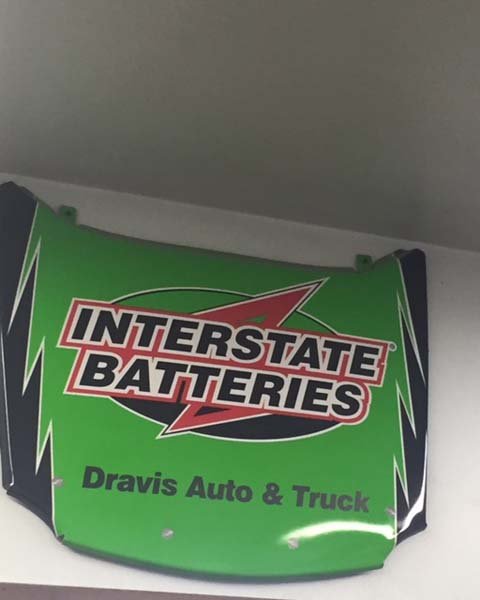 INTERSTATE®
BATTERIES
Dravis Auto & Truck